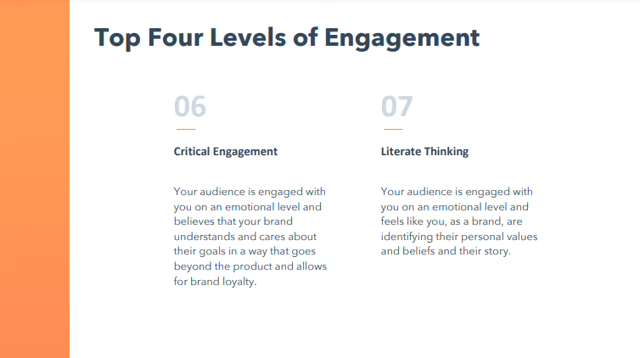 Top Four Levels of Engagement
06
Critical Engagement
Your audience is engaged with
you on an emotional level and
believes that your brand
understands and cares about
their goals in a way that goes
beyond the product and allows
for brand loyalty.
07
Literate Thinking
Your audience is engaged with
you on an emotional level and
feels like you, as a brand, are
identifying their personal values
and beliefs and their story.